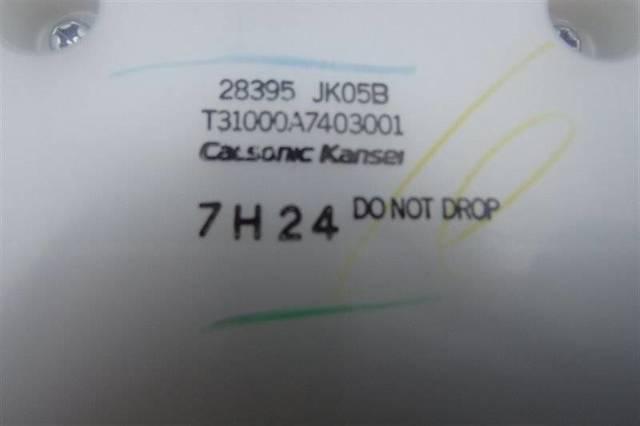 28395 JK05B
T31000A7403001
Calsonic Kansei
7H24 DO NOT DROP